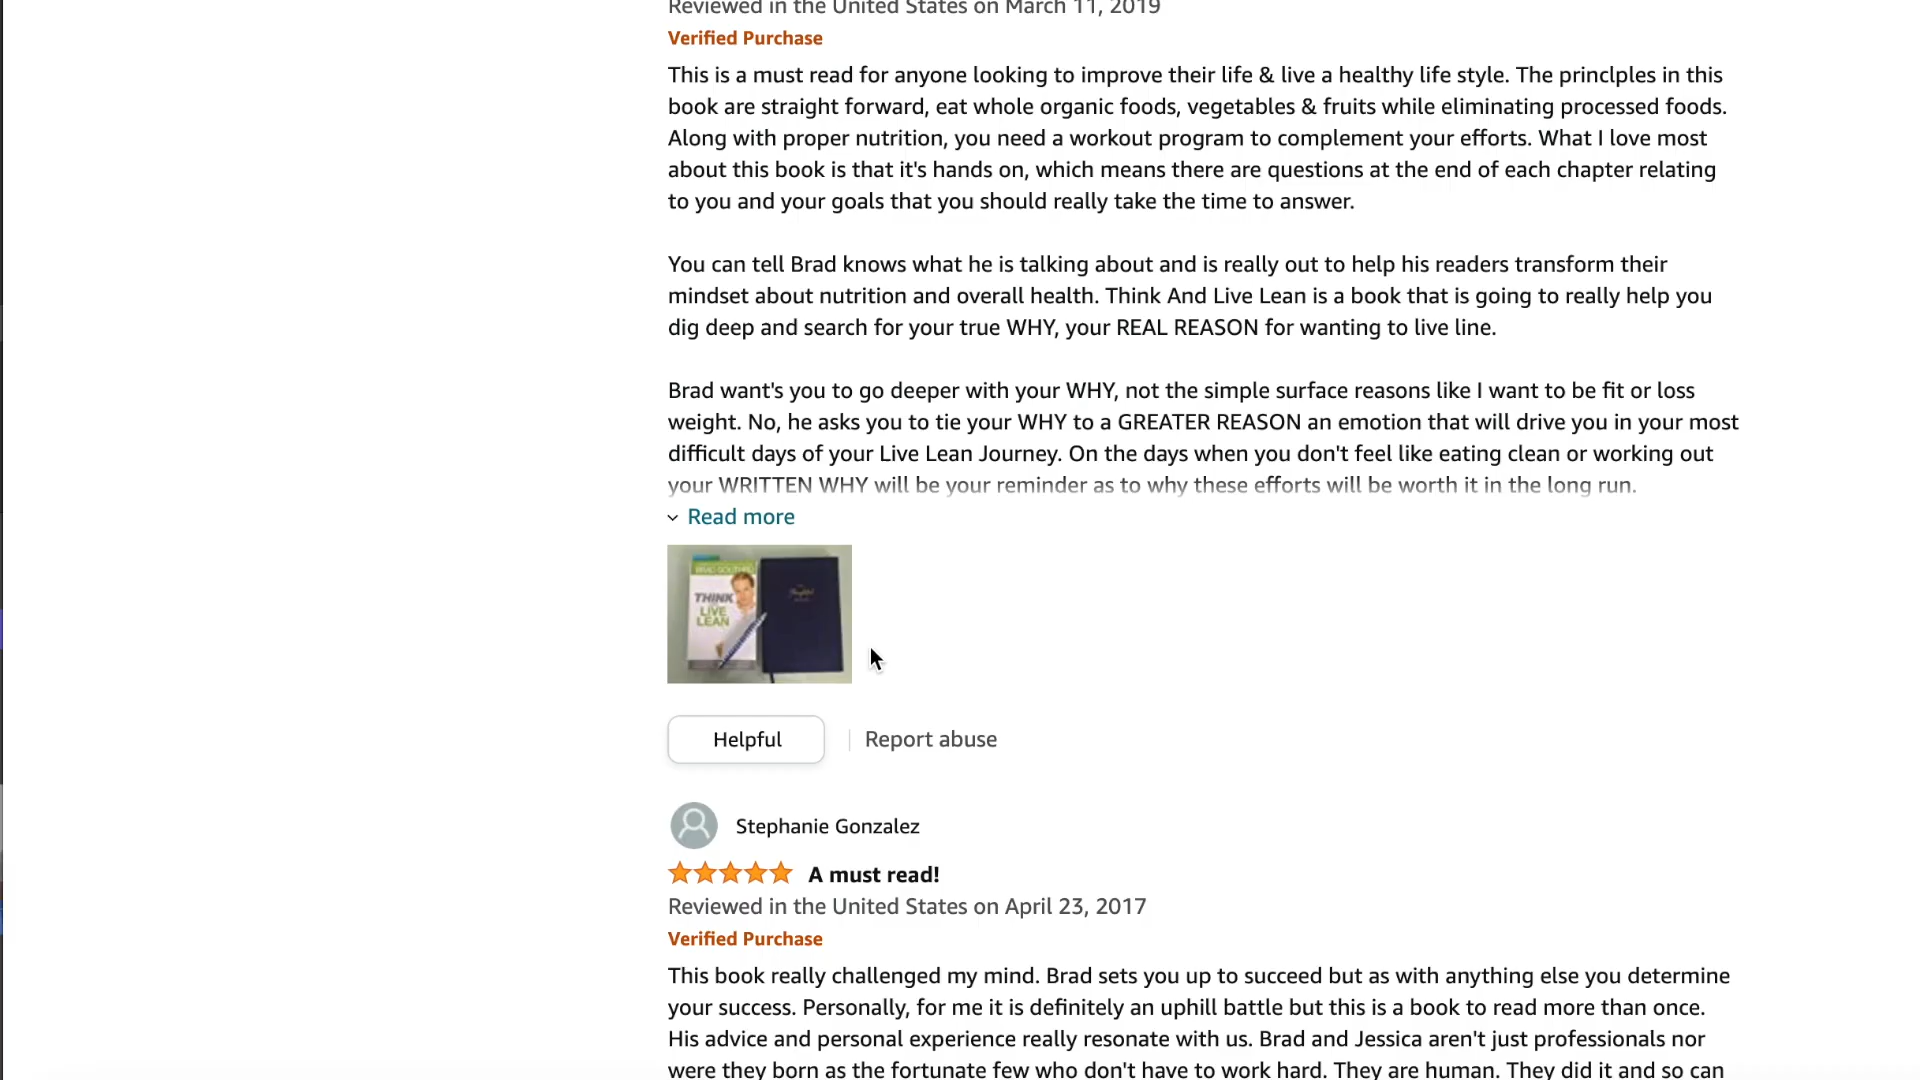 Reviewed in the United States on March 11, 2019
Verified Purchase
This is a must read for anyone looking to improve their life & live a healthy life style. The princlples in this
book are straight forward, eat whole organic foods, vegetables & fruits while eliminating processed foods.
Along with proper nutrition, you need a workout program to complement your efforts. What I love most
about this book is that it's hands on, which means there are questions at the end of each chapter relating
to you and your goals that you should really take the time to answer.
You can tell Brad knows what he is talking about and is really out to help his readers transform their
mindset about nutrition and overall health. Think And Live Lean is a book that is going to really help you
dig deep and search for your true WHY, your REAL REASON for wanting to live line.
Brad want's you to go deeper with your WHY, not the simple surface reasons like I want to be fit or loss
weight. No, he asks you to tie your WHY to a GREATER REASON an emotion that will drive you in your most
difficult days of your Live Lean Journey. On the days when you don't feel like eating clean or working out
your WRITTEN WHY will be your reminder as to why these efforts will be worth it in the long run.
Read more
THINK
LIVE
LEAN
Helpful
Report abuse
Stephanie Gonzalez
A must read!
Reviewed in the United States on April 23, 2017
Verified Purchase
This book really challenged my mind. Brad sets you up to succeed but as with anything else you determine
your success. Personally, for me it is definitely an uphill battle but this is a book to read more than once.
His advice and personal experience really resonate with us. Brad and Jessica aren't just professionals nor
were they born as the fortunate few who don't have to work hard. They are human. They did it and so can